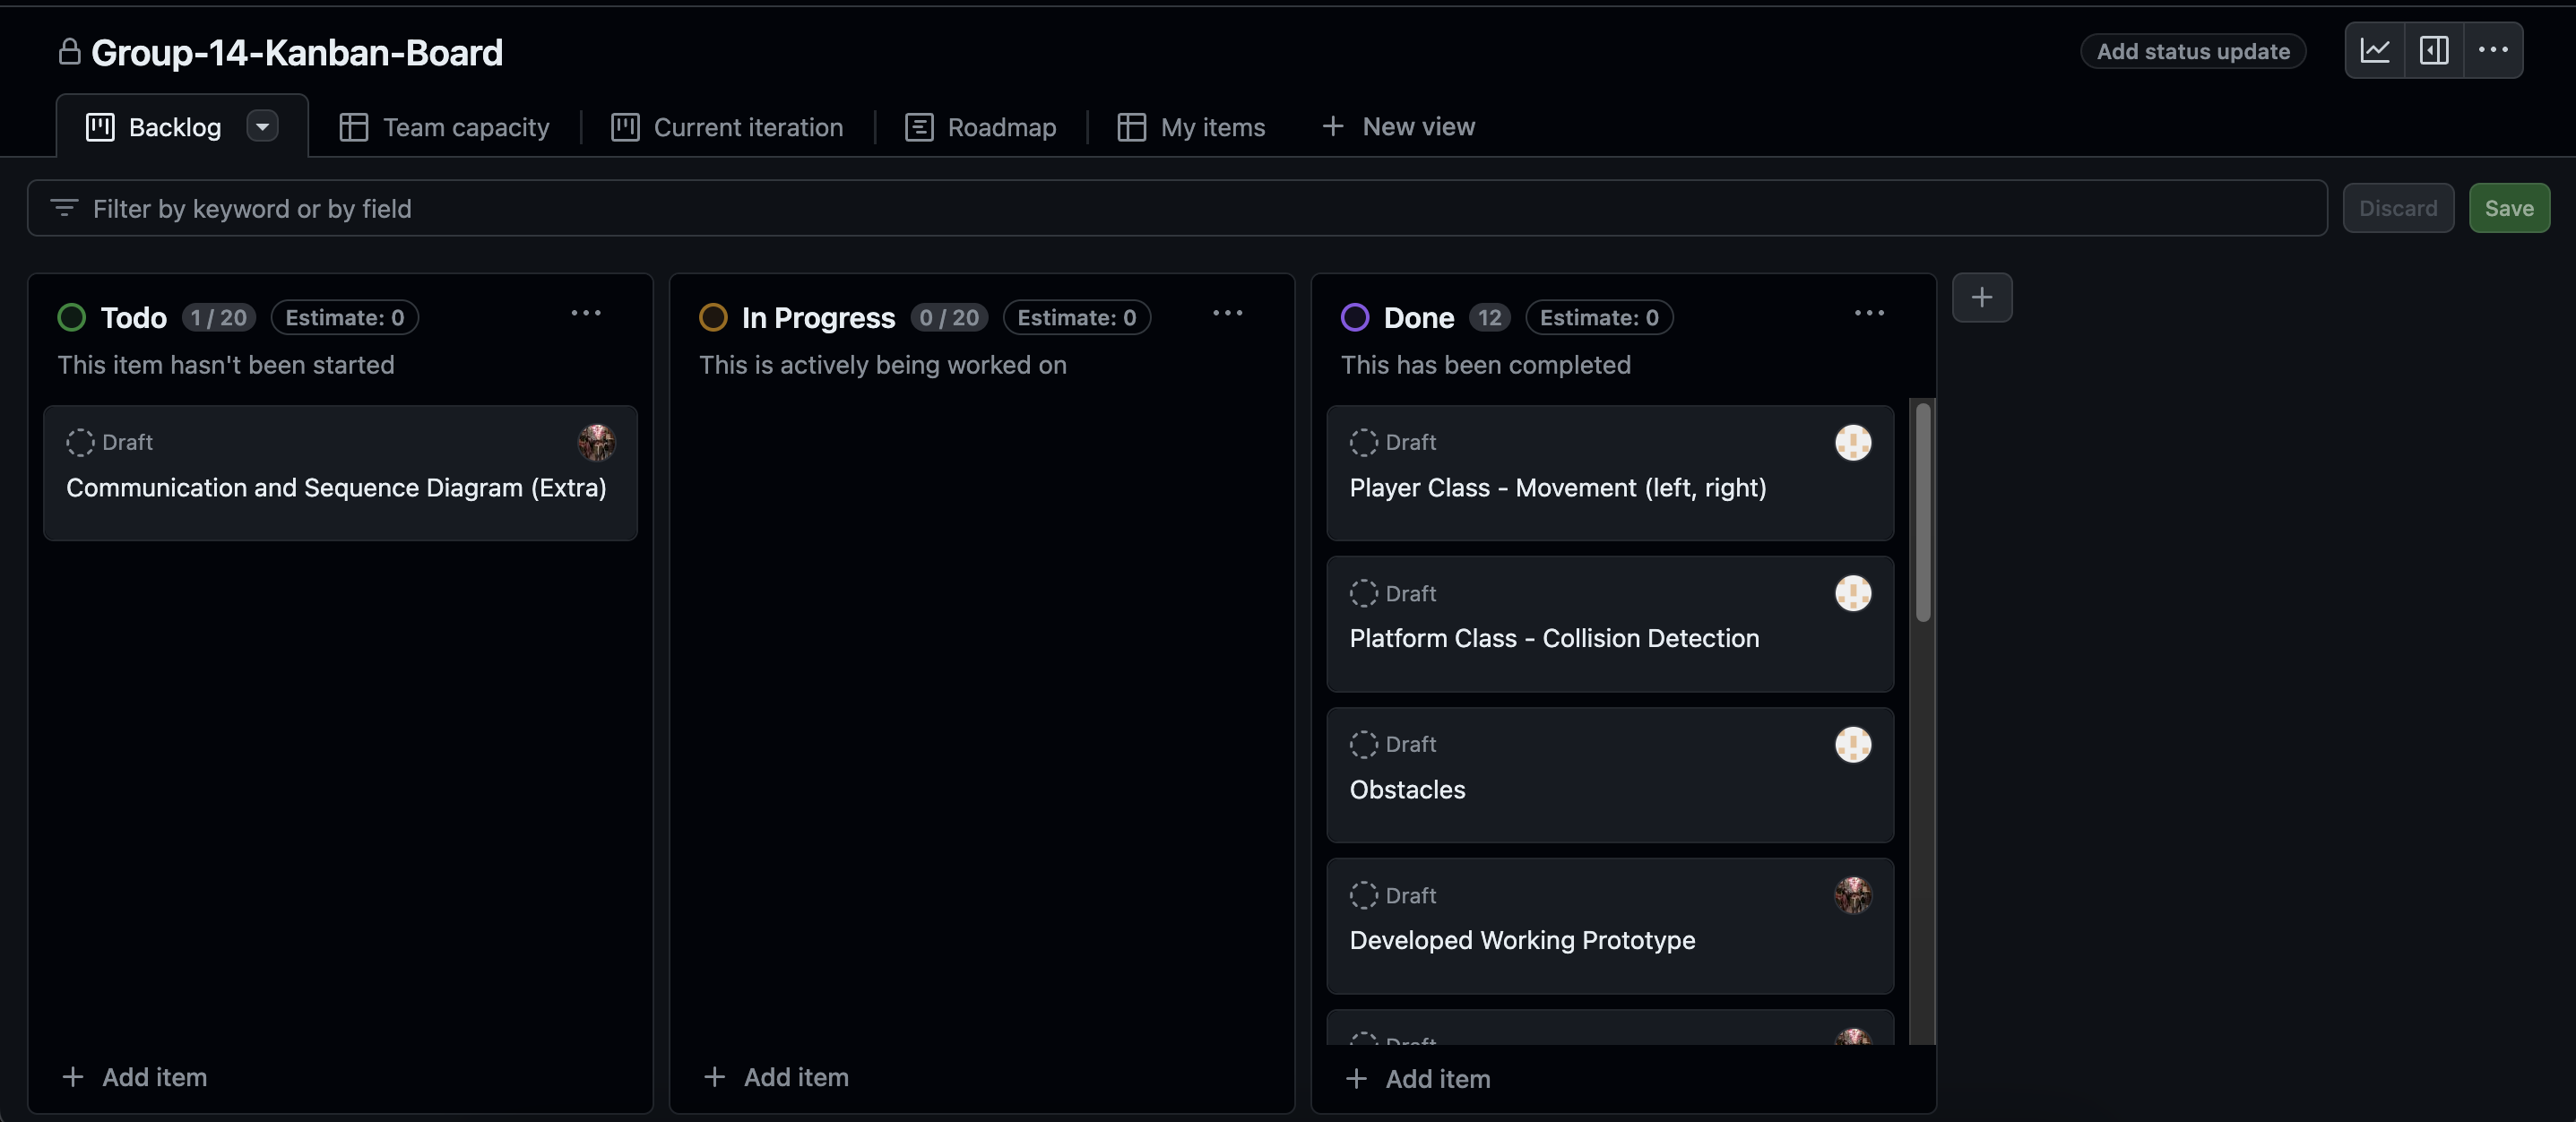 Group-14-Kanban-Board
Add status update
Backlog
Team capacity
Current iteration
Roadmap
My items
New view
Filter by keyword or by field
Discard
Save
Todo 1 / 20 Estimate: 0
This item hasn't been started
Draft
Communication and Sequence Diagram (Extra)
Add item
In Progress 0 / 20 Estimate: 0
This is actively being worked on
Add item
Done 12 Estimate: 0
This has been completed
Draft
Player Class - Movement (left, right)
Draft
Platform Class - Collision Detection
Draft
Obstacles
Draft
Developed Working Prototype
Draft
Add item